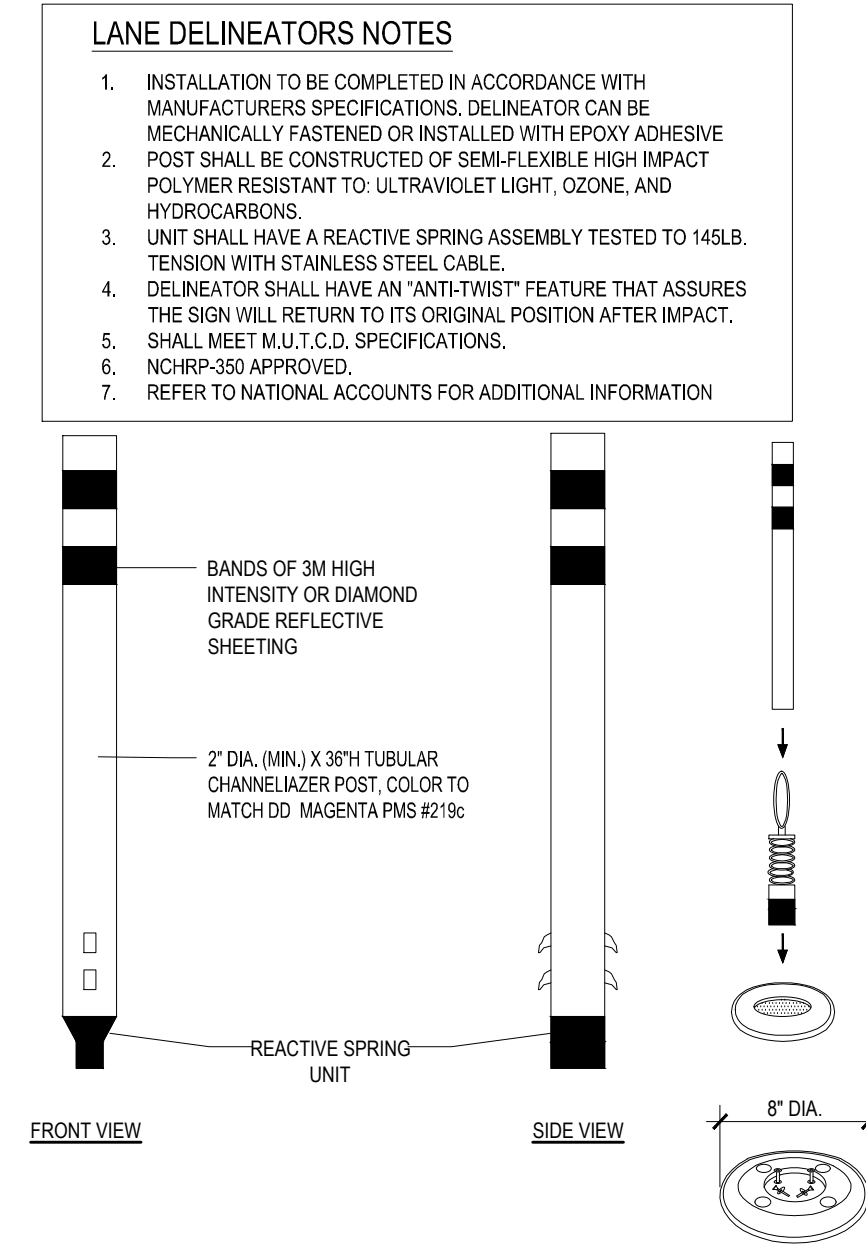 LANE DELINEATORS NOTES
1. INSTALLATION TO BE COMPLETED IN ACCORDANCE WITH
MANUFACTURERS SPECIFICATIONS. DELINEATOR CAN BE
MECHANICALLY FASTENED OR INSTALLED WITH EPOXY ADHESIVE
2. POST SHALL BE CONSTRUCTED OF SEMI-FLEXIBLE HIGH IMPACT
POLYMER RESISTANT TO: ULTRAVIOLET LIGHT, OZONE, AND
HYDROCARBONS.
3. UNIT SHALL HAVE A REACTIVE SPRING ASSEMBLY TESTED TO 145LB.
TENSION WITH STAINLESS STEEL CABLE.
4. DELINEATOR SHALL HAVE AN "ANTI-TWIST" FEATURE THAT ASSURES
THE SIGN WILL RETURN TO ITS ORIGINAL POSITION AFTER IMPACT.
5. SHALL MEET M.U.T.C.D. SPECIFICATIONS.
6. NCHRP-350 APPROVED.
7. REFER TO NATIONAL ACCOUNTS FOR ADDITIONAL INFORMATION
BANDS OF 3M HIGH
INTENSITY OR DIAMOND
GRADE REFLECTIVE
SHEETING
2" DIA. (MIN.) X 36"H TUBULAR
CHANNELIAZER POST, COLOR TO
MATCH DD MAGENTA PMS #219c
REACTIVE SPRING
UNIT
FRONT VIEW
SIDE VIEW
8" DIA.